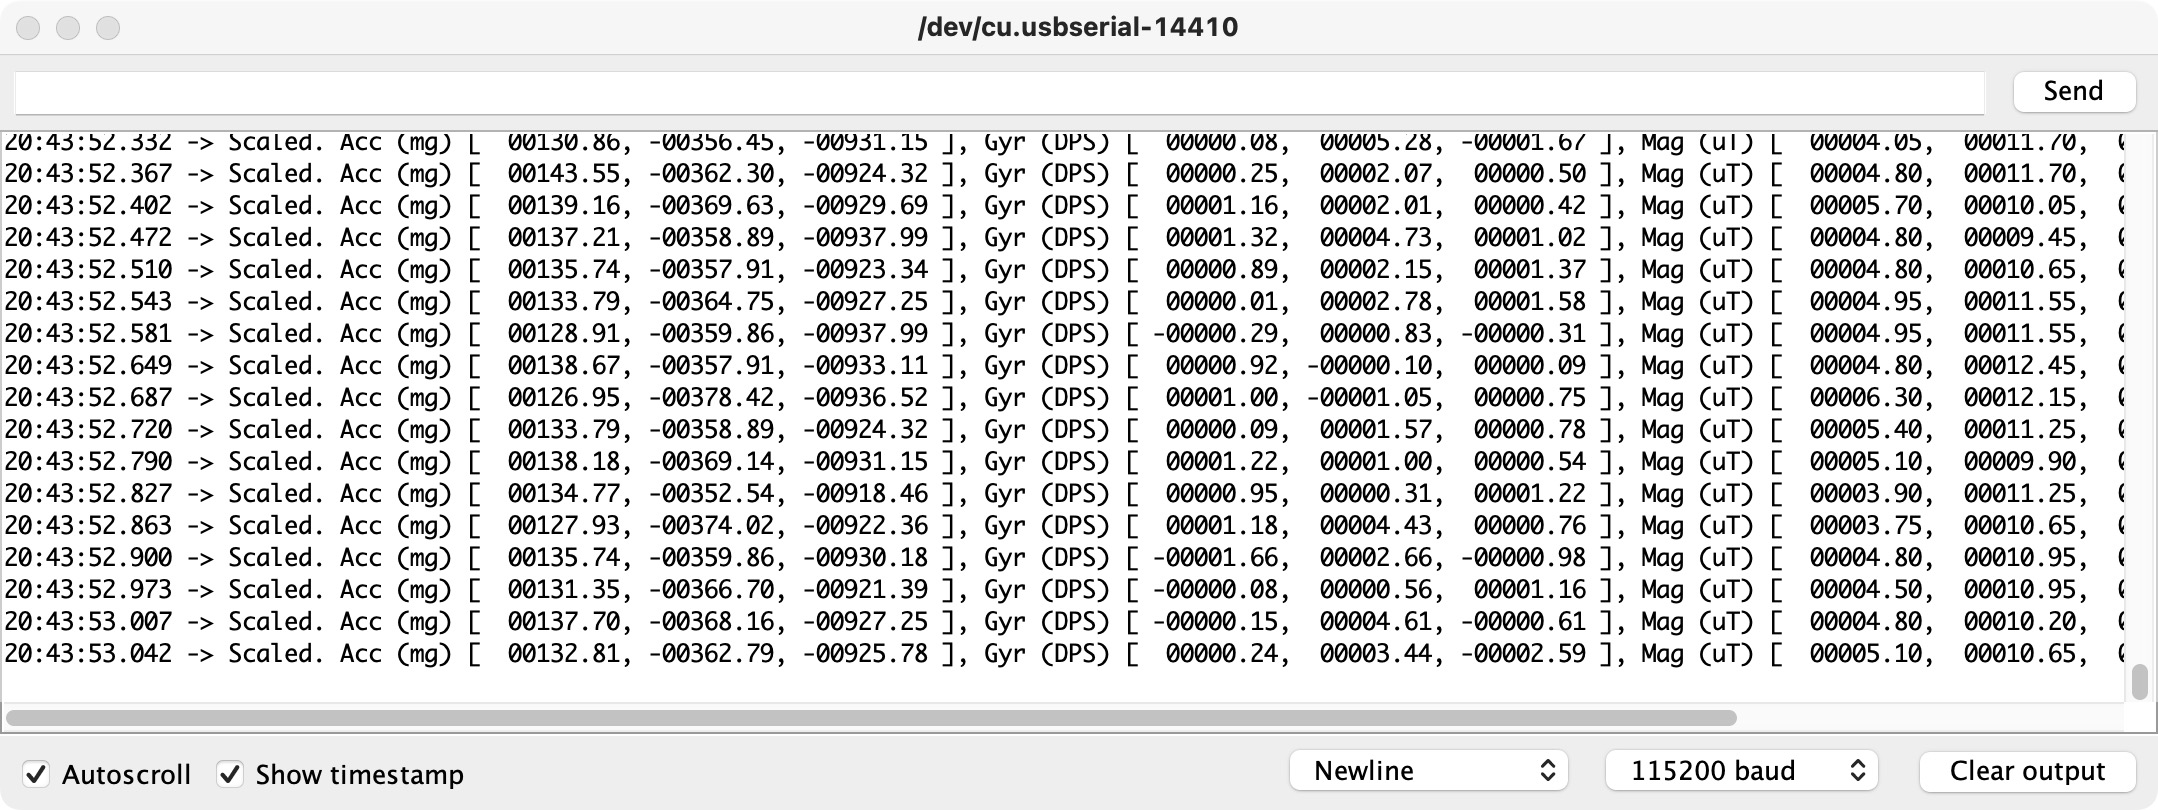 /dev/cu.usbserial-14410
Send
20:43:52.332 -> Scaled. Acc (mg) [  00130.86, -00356.45, -00931.15 ], Gyr (DPS) [  00000.08,  00005.28, -00001.67 ], Mag (uT) [  00004.05,  00011.70,
20:43:52.367 -> Scaled. Acc (mg) [  00143.55, -00362.30, -00924.32 ], Gyr (DPS) [  00000.25,  00002.07,  00000.50 ], Mag (uT) [  00004.80,  00011.70,
20:43:52.402 -> Scaled. Acc (mg) [  00139.16, -00369.63, -00929.69 ], Gyr (DPS) [  00001.16,  00002.01,  00000.42 ], Mag (uT) [  00005.70,  00010.05,
20:43:52.472 -> Scaled. Acc (mg) [  00137.21, -00358.89, -00937.99 ], Gyr (DPS) [  00001.32,  00004.73,  00001.02 ], Mag (uT) [  00004.80,  00009.45,
20:43:52.510 -> Scaled. Acc (mg) [  00135.74, -00357.91, -00923.34 ], Gyr (DPS) [  00000.89,  00002.15,  00001.37 ], Mag (uT) [  00004.80,  00010.65,
20:43:52.543 -> Scaled. Acc (mg) [  00133.79, -00364.75, -00927.25 ], Gyr (DPS) [  00000.01,  00002.78,  00001.58 ], Mag (uT) [  00004.95,  00011.55,
20:43:52.581 -> Scaled. Acc (mg) [  00128.91, -00359.86, -00937.99 ], Gyr (DPS) [ -00000.29,  00000.83, -00000.31 ], Mag (uT) [  00004.95,  00011.55,
20:43:52.649 -> Scaled. Acc (mg) [  00138.67, -00357.91, -00933.11 ], Gyr (DPS) [  00000.92, -00000.10,  00000.09 ], Mag (uT) [  00004.80,  00012.45,
20:43:52.687 -> Scaled. Acc (mg) [  00126.95, -00378.42, -00936.52 ], Gyr (DPS) [  00001.00, -00001.05,  00000.75 ], Mag (uT) [  00006.30,  00012.15,
20:43:52.720 -> Scaled. Acc (mg) [  00133.79, -00358.89, -00924.32 ], Gyr (DPS) [  00000.09,  00001.57,  00000.78 ], Mag (uT) [  00005.40,  00011.25,
20:43:52.790 -> Scaled. Acc (mg) [  00138.18, -00369.14, -00931.15 ], Gyr (DPS) [  00001.22,  00001.00,  00000.54 ], Mag (uT) [  00005.10,  00009.90,
20:43:52.827 -> Scaled. Acc (mg) [  00134.77, -00352.54, -00918.46 ], Gyr (DPS) [  00000.95,  00000.31,  00001.22 ], Mag (uT) [  00003.90,  00011.25,
20:43:52.863 -> Scaled. Acc (mg) [  00127.93, -00374.02, -00922.36 ], Gyr (DPS) [  00001.18,  00004.43,  00000.76 ], Mag (uT) [  00003.75,  00010.65,
20:43:52.900 -> Scaled. Acc (mg) [  00135.74, -00359.86, -00930.18 ], Gyr (DPS) [ -00001.66,  00002.66, -00000.98 ], Mag (uT) [  00004.80,  00010.95,
20:43:52.973 -> Scaled. Acc (mg) [  00131.35, -00366.70, -00921.39 ], Gyr (DPS) [ -00000.08,  00000.56,  00001.16 ], Mag (uT) [  00004.50,  00010.95,
20:43:53.007 -> Scaled. Acc (mg) [  00137.70, -00368.16, -00927.25 ], Gyr (DPS) [ -00000.15,  00004.61, -00000.61 ], Mag (uT) [  00004.80,  00010.20,
20:43:53.042 -> Scaled. Acc (mg) [  00132.81, -00362.79, -00925.78 ], Gyr (DPS) [  00000.24,  00003.44, -00002.59 ], Mag (uT) [  00005.10,  00010.65,
Autoscroll Show timestamp Newline 115200 baud Clear output